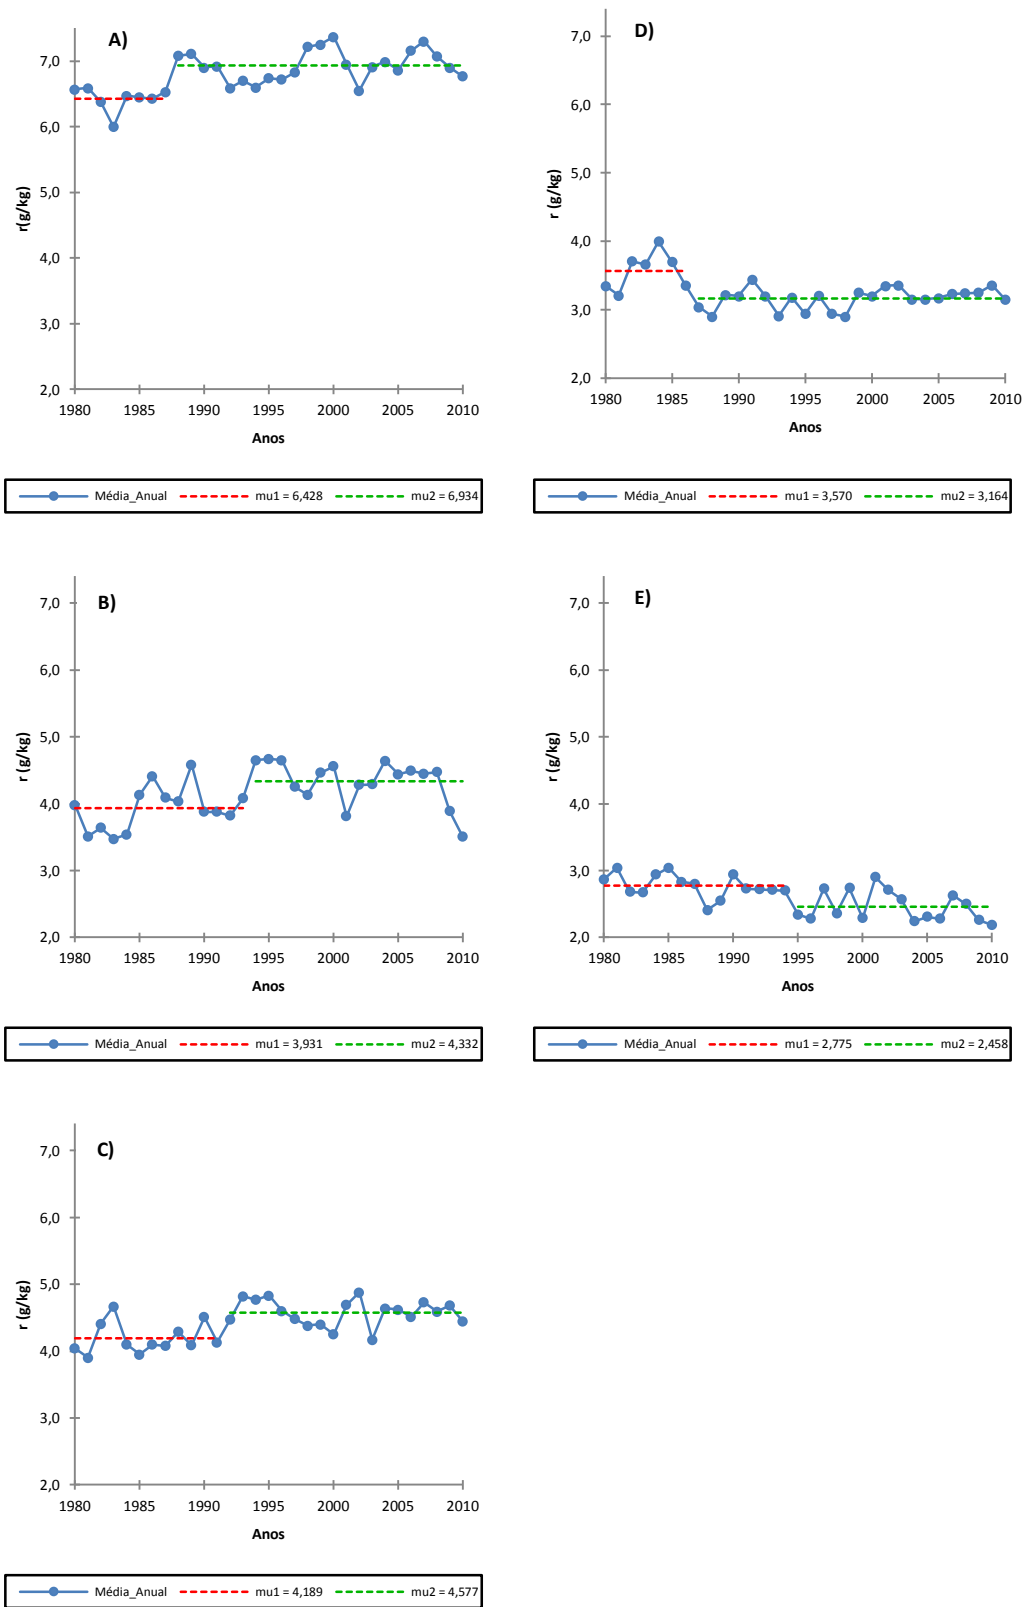 A)
7,0
6,0
5,0
4,0
3,0
2,0
r(g/kg)
1980 1985 1990 1995 2000 2005 2010
Anos
Média_Anual mu1 = 6,428 mu2 = 6,934
D)
7,0
6,0
5,0
4,0
3,0
2,0
r (g/kg)
1980 1985 1990 1995 2000 2005 2010
Anos
Média_Anual mu1 = 3,570 mu2 = 3,164
B)
7,0
6,0
5,0
4,0
3,0
2,0
r (g/kg)
1980 1985 1990 1995 2000 2005 2010
Anos
Média_Anual mu1 = 3,931 mu2 = 4,332
E)
7,0
6,0
5,0
4,0
3,0
2,0
r (g/kg)
1980 1985 1990 1995 2000 2005 2010
Anos
Média_Anual mu1 = 2,775 mu2 = 2,458
C)
7,0
6,0
5,0
4,0
3,0
2,0
r (g/kg)
1980 1985 1990 1995 2000 2005 2010
Anos
Média_Anual mu1 = 4,189 mu2 = 4,577